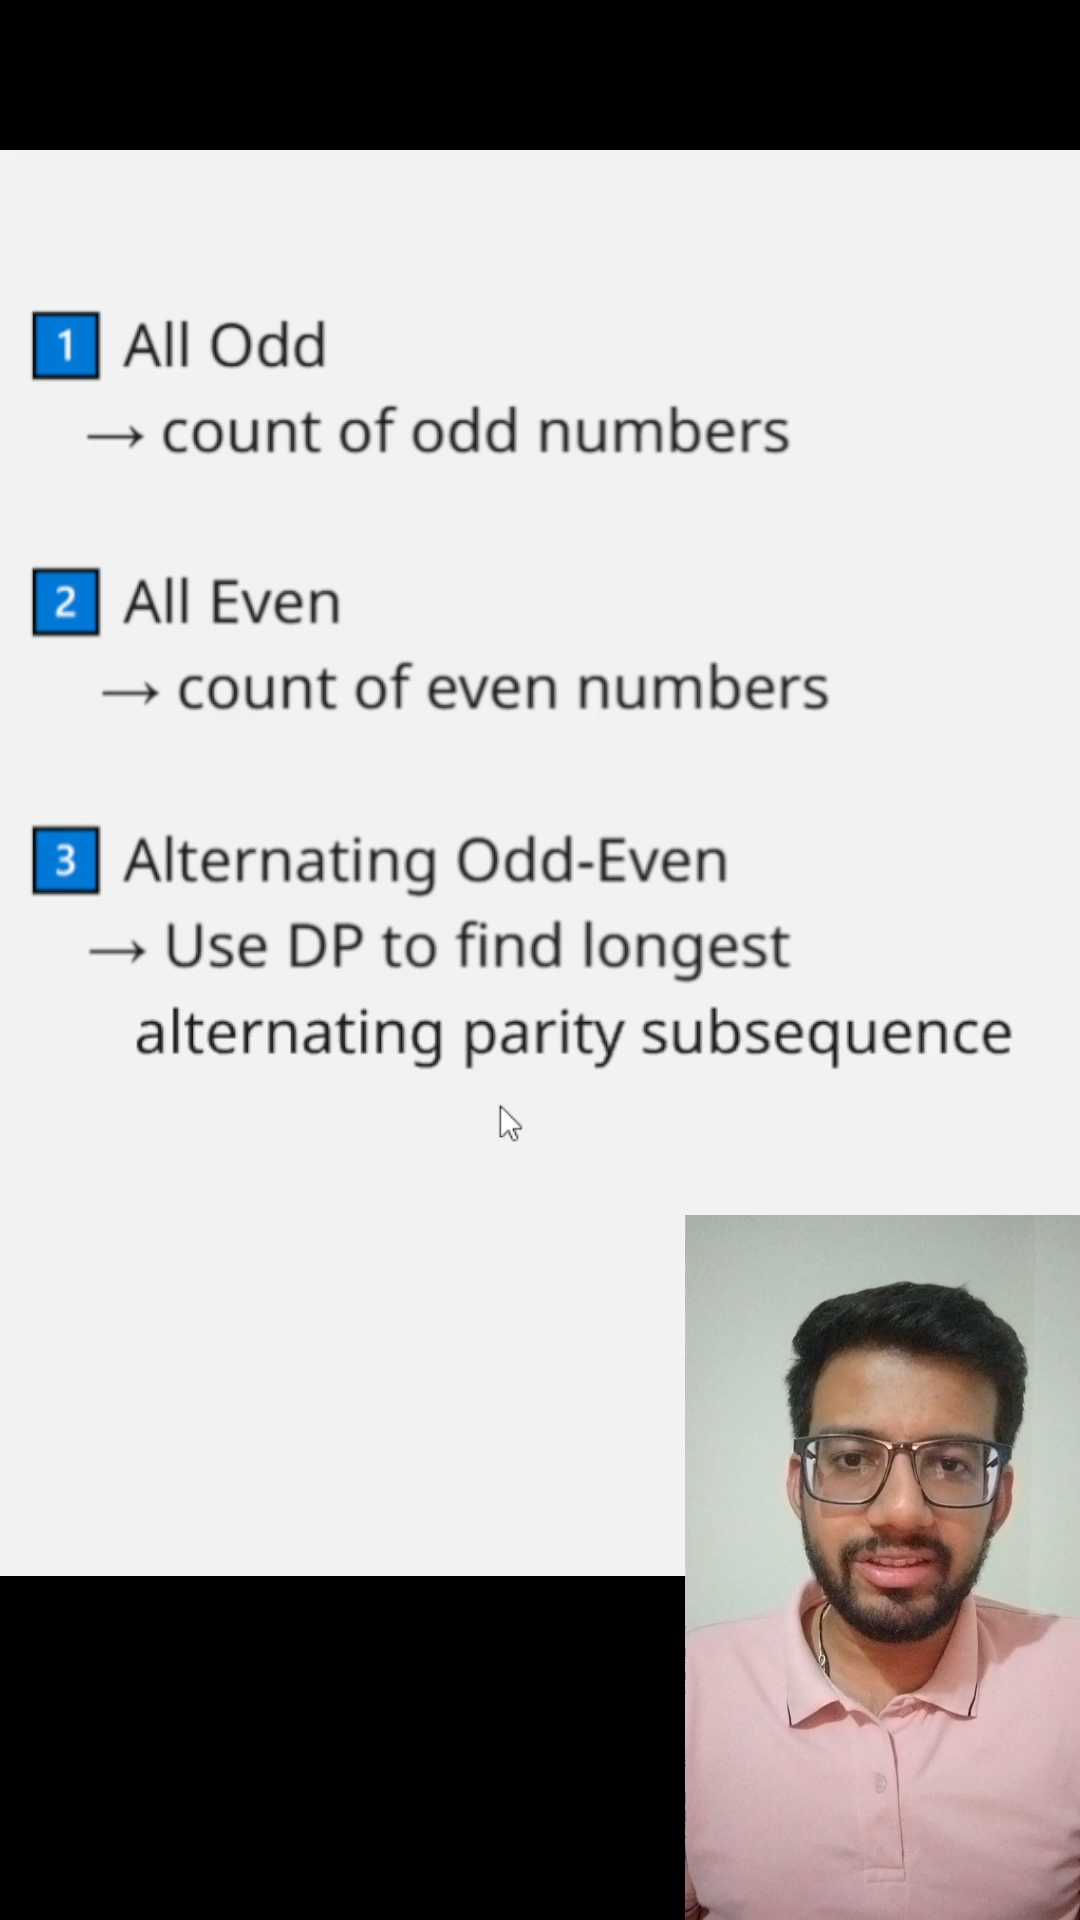 1 All Odd
→ count of odd numbers
2 All Even
→ count of even numbers
3 Alternating Odd-Even
→ Use DP to find longest
alternating parity subsequence